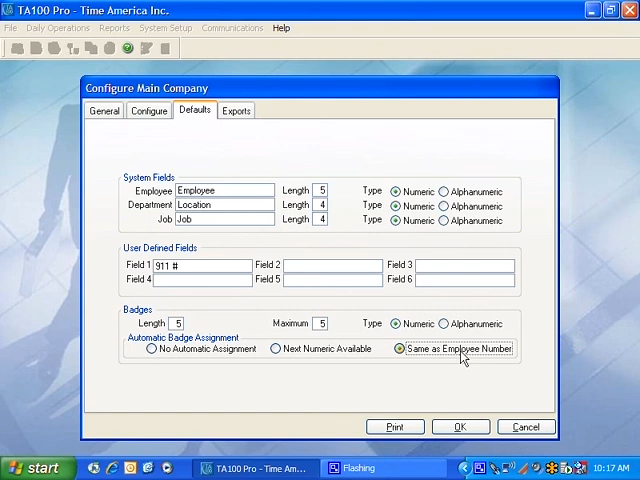 TA100 Pro - Time America Inc.
File Daily Operations Reports System Setup Communications Help
Configure Main Company
General Configure Defaults Exports
System Fields
Employee Employee Length 5 Type Numeric Alphanumeric
Department Location Length 4 Type Numeric Alphanumeric
Job Job Length 4 Type Numeric Alphanumeric
User Defined Fields
Field 1 911 # Field 2 Field 3
Field 4 Field 5 Field 6
Badges
Length 5 Maximum 5 Type Numeric Alphanumeric
Automatic Badge Assignment
No Automatic Assignment Next Numeric Available Same as Employee Number
Print OK Cancel
start TA100 Pro - Time Am... Flashing 10:17 AM